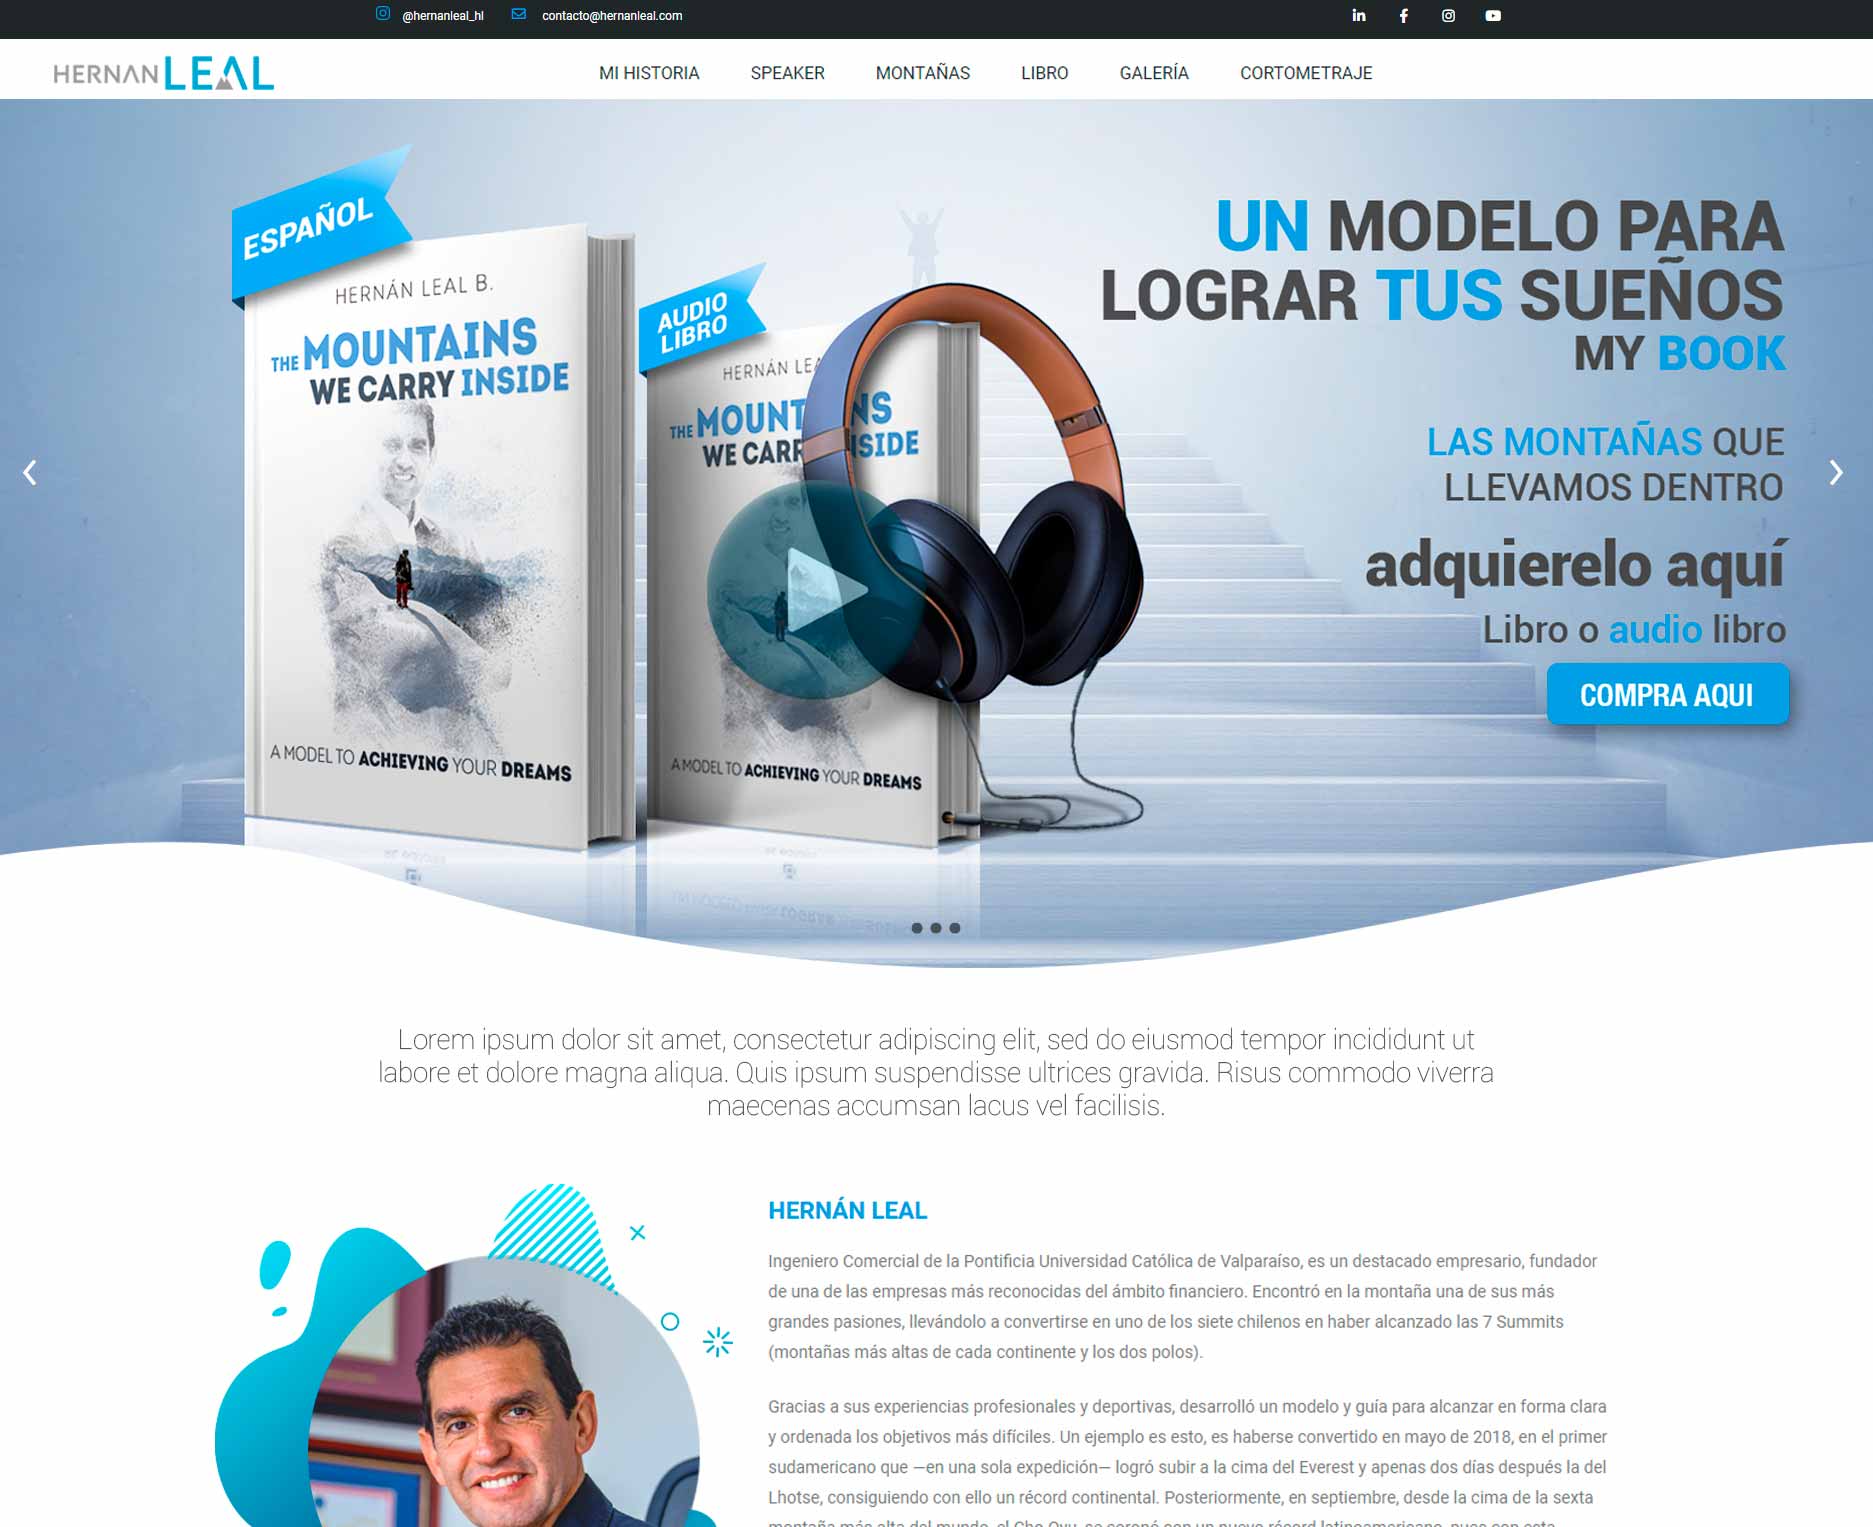 @hernanleal_hl
contacto@hernanleal.com
HERNAN LEAL
MI HISTORIA
SPEAKER
MONTAÑAS
LIBRO
GALERÍA
CORTOMETRAJE
ESPAÑOL
HERNÁN LEAL B.
THE MOUNTAINS
WE CARRY INSIDE
A MODEL TO ACHIEVING YOUR DREAMS
AUDIO
LIBRO
HERNÁN
THE
WE
A MODEL TO ACHIEVING YOUR DREAMS
UN MODELO PARA
LOGRAR TUS SUEÑOS
MY BOOK
LAS MONTAÑAS QUE
LLEVAMOS DENTRO
adquierelo aquí
Libro o audio libro
COMPRA AQUI
Lorem ipsum dolor sit amet, consectetur adipiscing elit, sed do eiusmod tempor incididunt ut
labore et dolore magna aliqua. Quis ipsum suspendisse ultrices gravida. Risus commodo viverra
maecenas accumsan lacus vel facilisis.
HERNÁN LEAL
Ingeniero Comercial de la Pontificia Universidad Católica de Valparaíso, es un destacado empresario, fundador
de una de las empresas más reconocidas del ámbito financiero. Encontró en la montaña una de sus más
grandes pasiones, llevándolo a convertirse en uno de los siete chilenos en haber alcanzado las 7 Summits
(montañas más altas de cada continente y los dos polos).
Gracias a sus experiencias profesionales y deportivas, desarrolló un modelo y guía para alcanzar en forma clara
y ordenada los objetivos más difíciles. Un ejemplo es esto, es haberse convertido en mayo de 2018, en el primer
sudamericano que —en una sola expedición— logró subir a la cima del Everest y apenas dos días después la del
Lhotse, consiguiendo con ello un récord continental. Posteriormente, en septiembre, desde la cima de la sexta